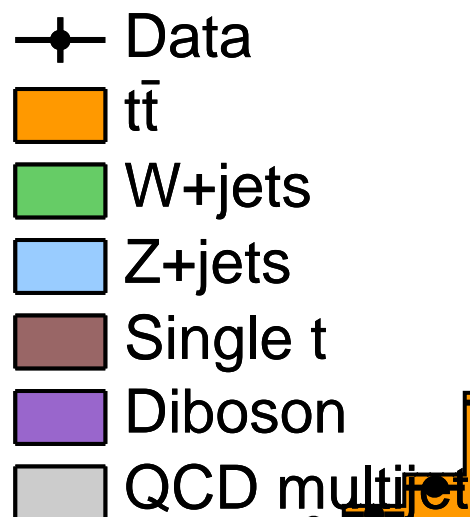 Data
tt̄
W+jets
Z+jets
Single t
Diboson
QCD multijet